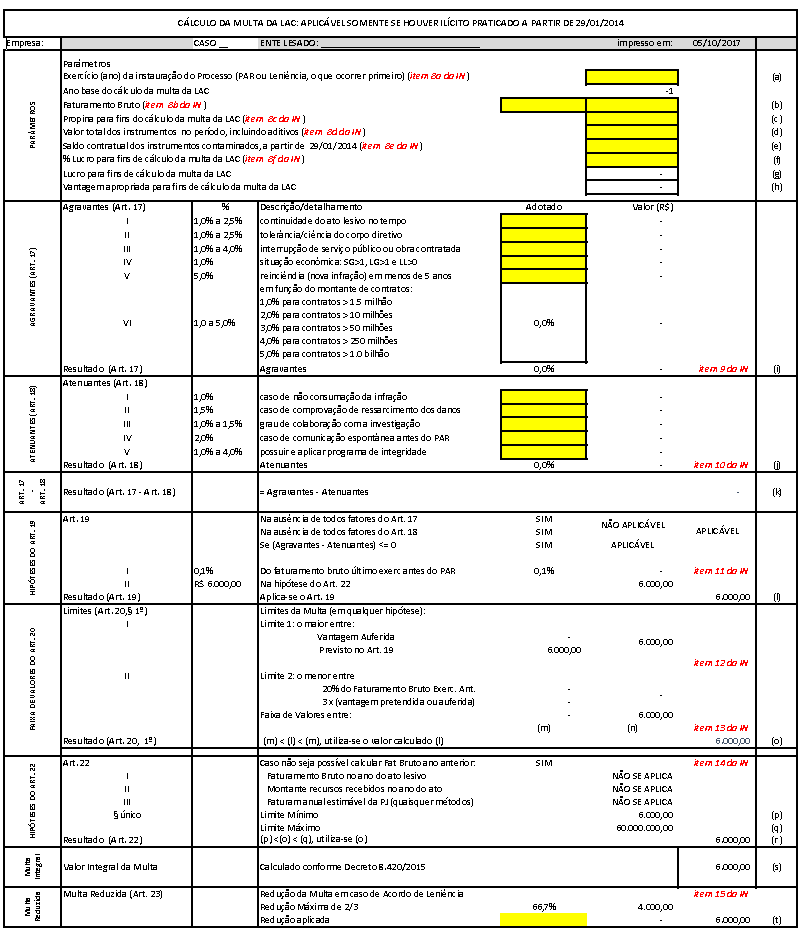 CÁLCULO DA MULTA DA LAC: APLICÁVEL SOMENTE SE HOUVER ILÍCITO PRATICADO A PARTIR DE 29/01/2014
Empresa: CASO __ ENTE LESADO: ______________________________ impresso em: 05/10/2017
PARÂMETROS
Parâmetros
Exercício (ano) da instauração do Processo (PAR ou Leniência, o que ocorrer primeiro) (item 8a da IN) (a)
Ano base do cálculo da multa da LAC -1
Faturamento Bruto (item 8b da IN) (b)
Propina para fins do cálculo da multa da LAC (item 8c da IN) (c)
Valor total dos instrumentos no período, incluindo aditivos (item 8d da IN) (d)
Saldo contratual dos instrumentos contaminados, a partir de 29/01/2014 (item 8e da IN) (e)
% Lucro para fins de cálculo da multa da LAC (item 8f da IN) (f)
Lucro para fins de cálculo da multa da LAC - (g)
Vantagem apropriada para fins de cálculo da multa da LAC - (h)
AGRAVANTES (ART. 17)
Agravantes (Art. 17) % Descrição/detalhamento Adotado Valor (R$)
I 1,0% a 2,5% continuidade do ato lesivo no tempo -
II 1,0% a 2,5% tolerância/ciência do corpo diretivo -
III 1,0% a 4,0% interrupção de serviço público ou obra contratada -
IV 1,0% situação econômica: SG>1, LG>1 e LL>0 -
V 5,0% reinciêndia (nova infração) em menos de 5 anos -
em função do montante de contratos:
1,0% para contratos > 1.5 milhão
2,0% para contratos > 10 milhões
VI 1,0 a 5,0% 3,0% para contratos > 50 milhões 0,0% -
4,0% para contratos > 250 milhões
5,0% para contratos > 1.0 bilhão
Resultado (Art. 17) Agravantes 0,0% - item 9 da IN (i)
ATENUANTES (ART. 18)
Atenuantes (Art. 18)
I 1,0% caso de não consumação da infração -
II 1,5% caso de comprovação de ressarcimento dos danos -
III 1,0% a 1,5% grau de colaboração com a investigação -
IV 2,0% caso de comunicação espontânea antes do PAR -
V 1,0% a 4,0% possuir e aplicar programa de integridade -
Resultado (Art. 18) Atenuantes 0,0% - item 10 da IN (j)
ART. 17 - ART. 18
Resultado (Art. 17 - Art. 18) = Agravantes - Atenuantes - (k)
HIPÓTESES DO ART. 19
Art. 19 Na ausência de todos fatores do Art. 17 SIM NÃO APLICÁVEL
Na ausência de todos fatores do Art. 18 SIM APLICÁVEL
Se (Agravantes - Atenuantes) <= 0 SIM APLICÁVEL
I 0,1% Do faturamento bruto último exerc antes do PAR 0,1% - item 11 da IN
II R$ 6.000,00 Na hipótese do Art. 22 6.000,00
Resultado (Art. 19) Aplica-se o Art. 19 6.000,00 (l)
FAIXA DE VALORES DO ART. 20
Limites (Art. 20, § 1º) Limites da Multa (em qualquer hipótese):
I Limite 1: o maior entre:
Vantagem Auferida - 6.000,00
Previsto no Art. 19 6.000,00
item 12 da IN
II Limite 2: o menor entre
20% do Faturamento Bruto Exerc. Ant. -
3 x (vantagem pretendida ou auferida) - -
Faixa de Valores entre: - 6.000,00
(m) (n) item 13 da IN
Resultado (Art. 20, 1º) (m) < (l) < (m), utiliza-se o valor calculado (l) 6.000,00 (o)
HIPÓTESES DO ART. 22
Art. 22 Caso não seja possível calcular Fat Bruto ano anterior: SIM item 14 da IN
I Faturamento Bruto no ano do ato lesivo NÃO SE APLICA
II Montante recursos recebidos no ano do ato NÃO SE APLICA
III Faturam anual estimável da PJ (quaisquer métodos) NÃO SE APLICA
§ único Limite Mínimo 6.000,00 (p)
Limite Máximo 60.000.000,00 (q)
Resultado (Art. 22) (p) < (o) < (q), utiliza-se (o) 6.000,00 (r)
Multa Integral
Valor Integral da Multa Calculado conforme Decreto 8.420/2015 6.000,00 (s)
Multa Reduzida
Multa Reduzida (Art. 23) Redução da Multa em caso de Acordo de Leniência item 15 da IN
Redução Máxima de 2/3 66,7% 4.000,00
Redução aplicada - 6.000,00 (t)